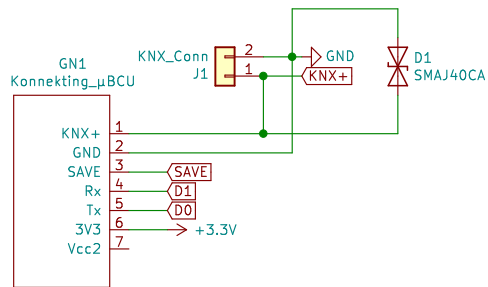 KNX_Conn
J1
2
1
GND
KNX+
D1
SMAJ40CA
GN1
Konnekting_µBCU
KNX+ 1
GND 2
SAVE 3 SAVE
Rx 4 D1
Tx 5 D0
3V3 6 +3.3V
Vcc2 7